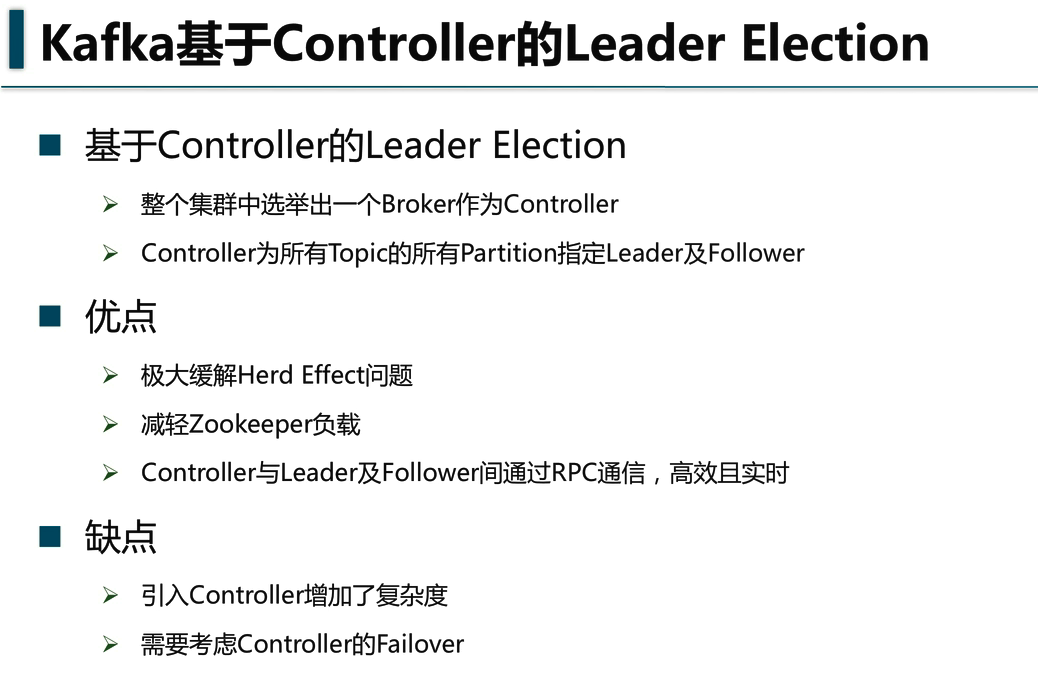 Kafka基于Controller的Leader Election
基于Controller的Leader Election
整个集群中选举出一个Broker作为Controller
Controller为所有Topic的所有Partition指定Leader及Follower
优点
极大缓解Herd Effect问题
减轻Zookeeper负载
Controller与Leader及Follower间通过RPC通信，高效且实时
缺点
引入Controller增加了复杂度
需要考虑Controller的Failover